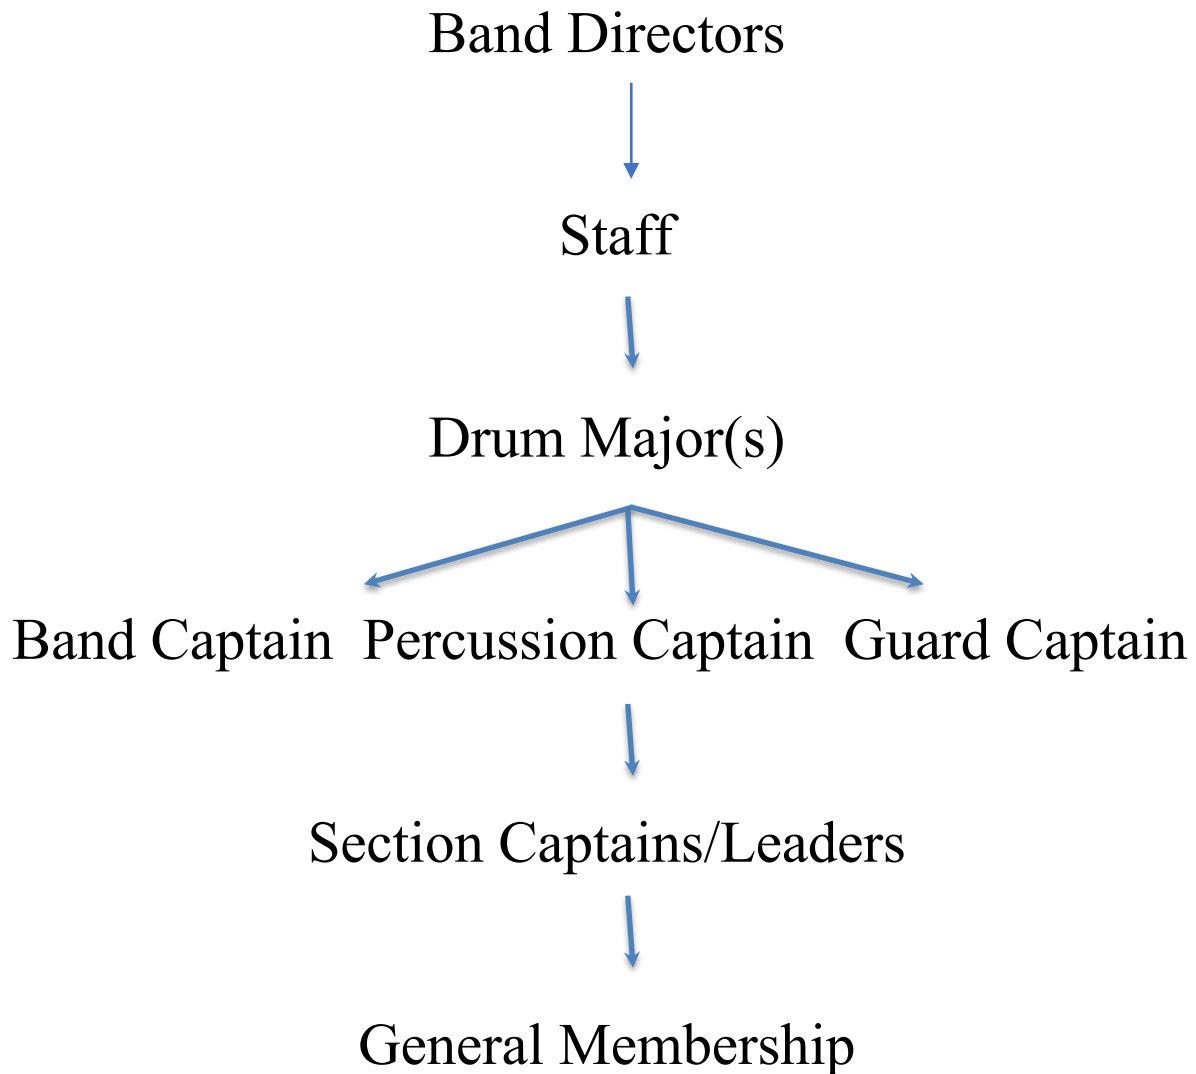 Band Directors
Staff
Drum Major(s)
Band Captain Percussion Captain Guard Captain
Section Captains/Leaders
General Membership